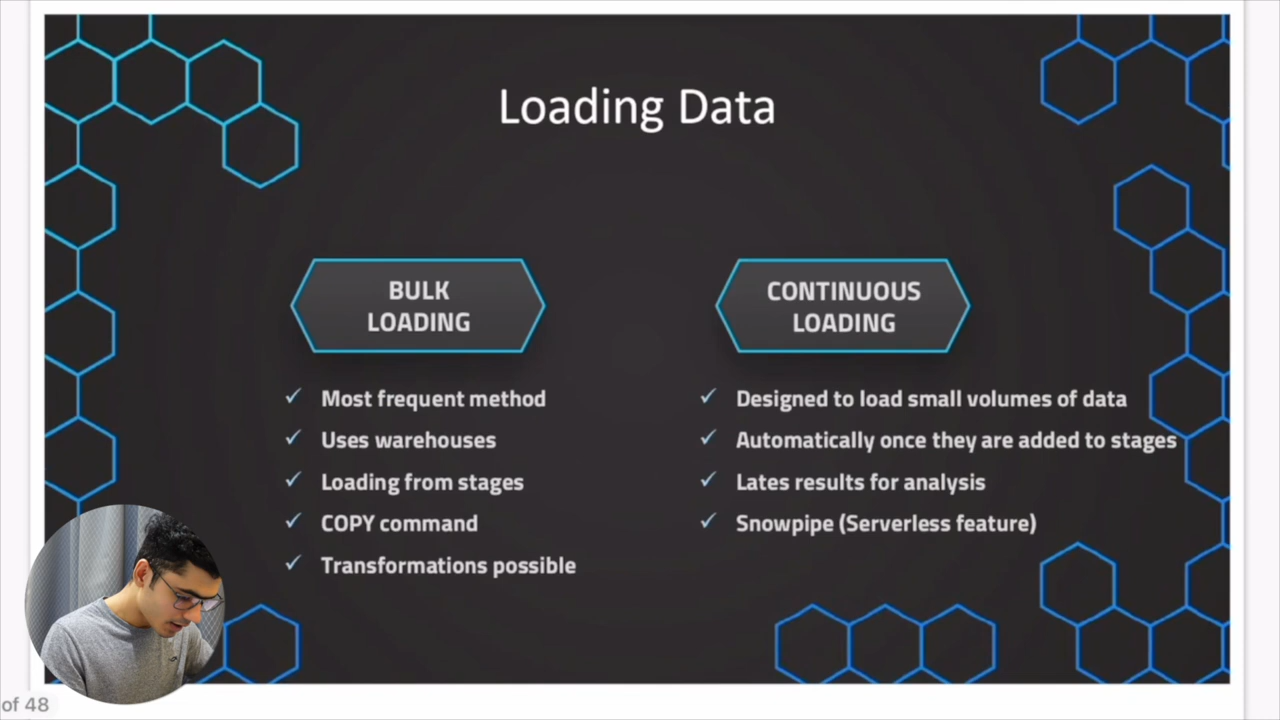 Loading Data
BULK
LOADING
Most frequent method
Uses warehouses
Loading from stages
COPY command
Transformations possible
CONTINUOUS
LOADING
Designed to load small volumes of data
Automatically once they are added to stages
Lates results for analysis
Snowpipe (Serverless feature)
of 48